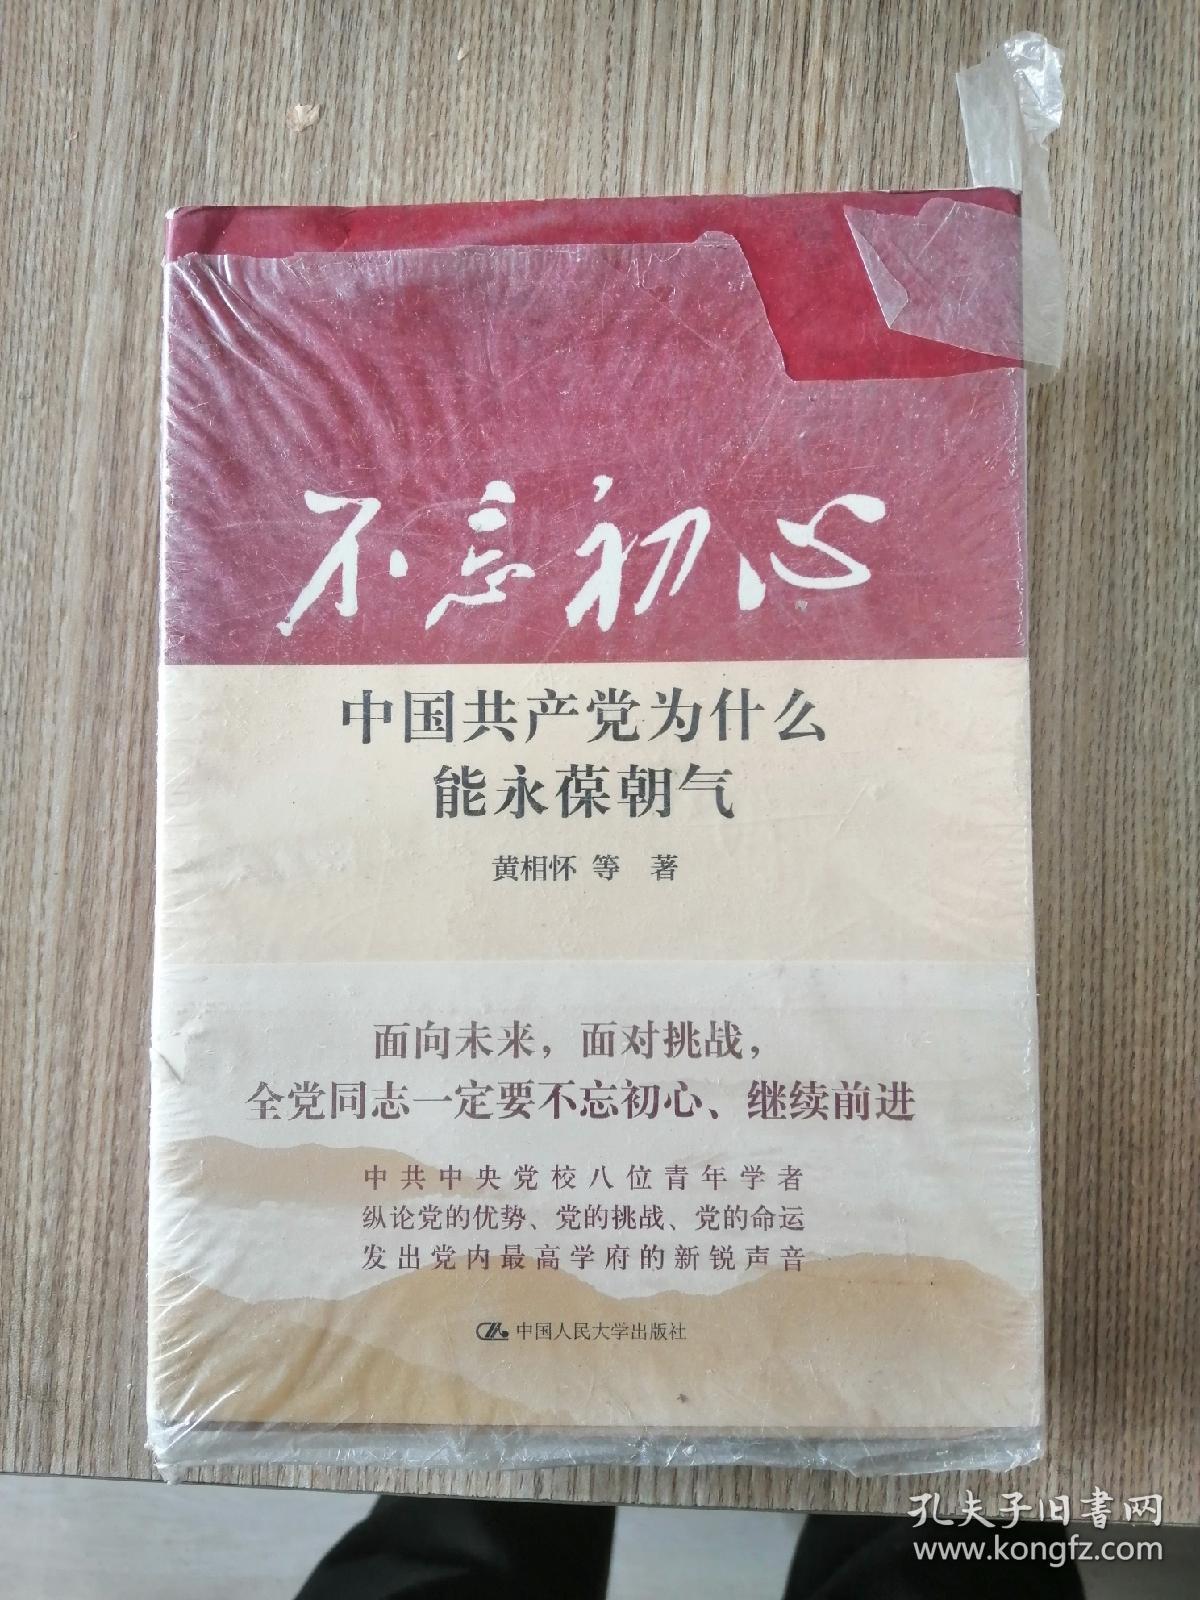 不忘初心
中国共产党为什么
能永葆朝气
黄相怀 等 著
面向未来，面对挑战，
全党同志一定要不忘初心、继续前进
中共中央党校八位青年学者
纵论党的优势、党的挑战、党的命运
发出党内最高学府的新锐声音
中国人民大学出版社
孔夫子旧书网
www.kongfz.com